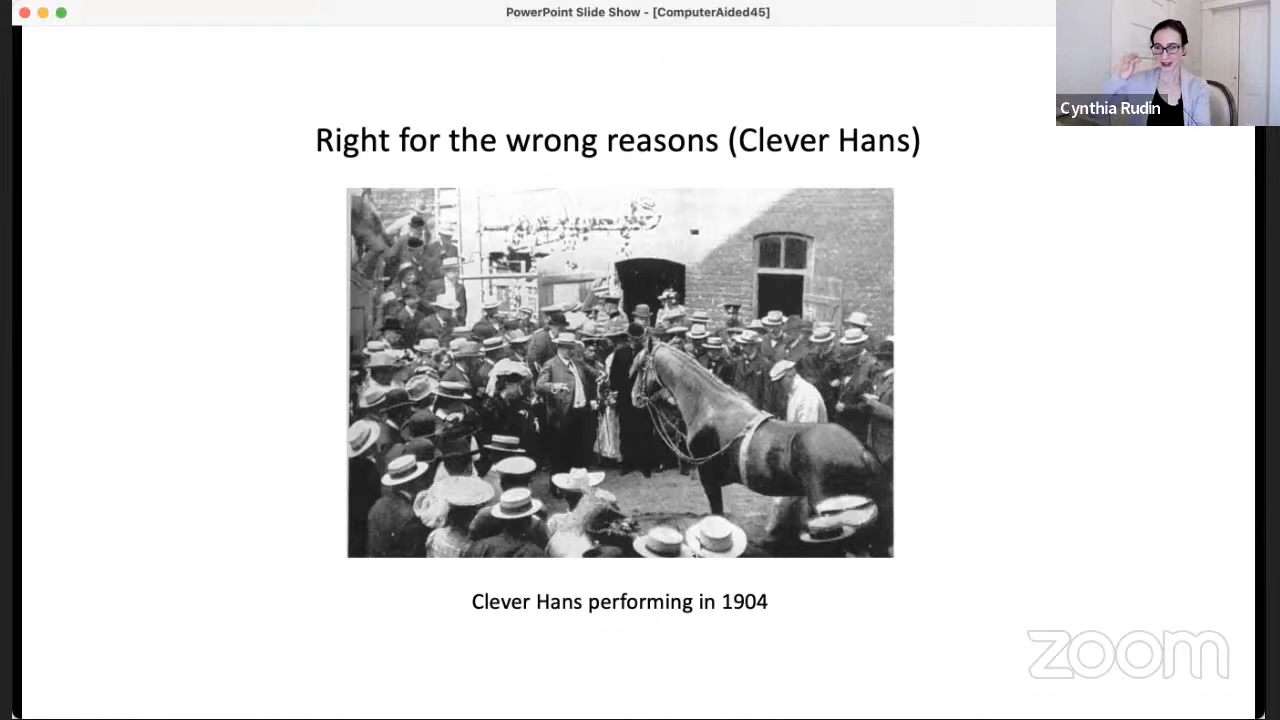 PowerPoint Slide Show - [ComputerAided45]
Cynthia Rudin
Right for the wrong reasons (Clever Hans)
Clever Hans performing in 1904
zoom